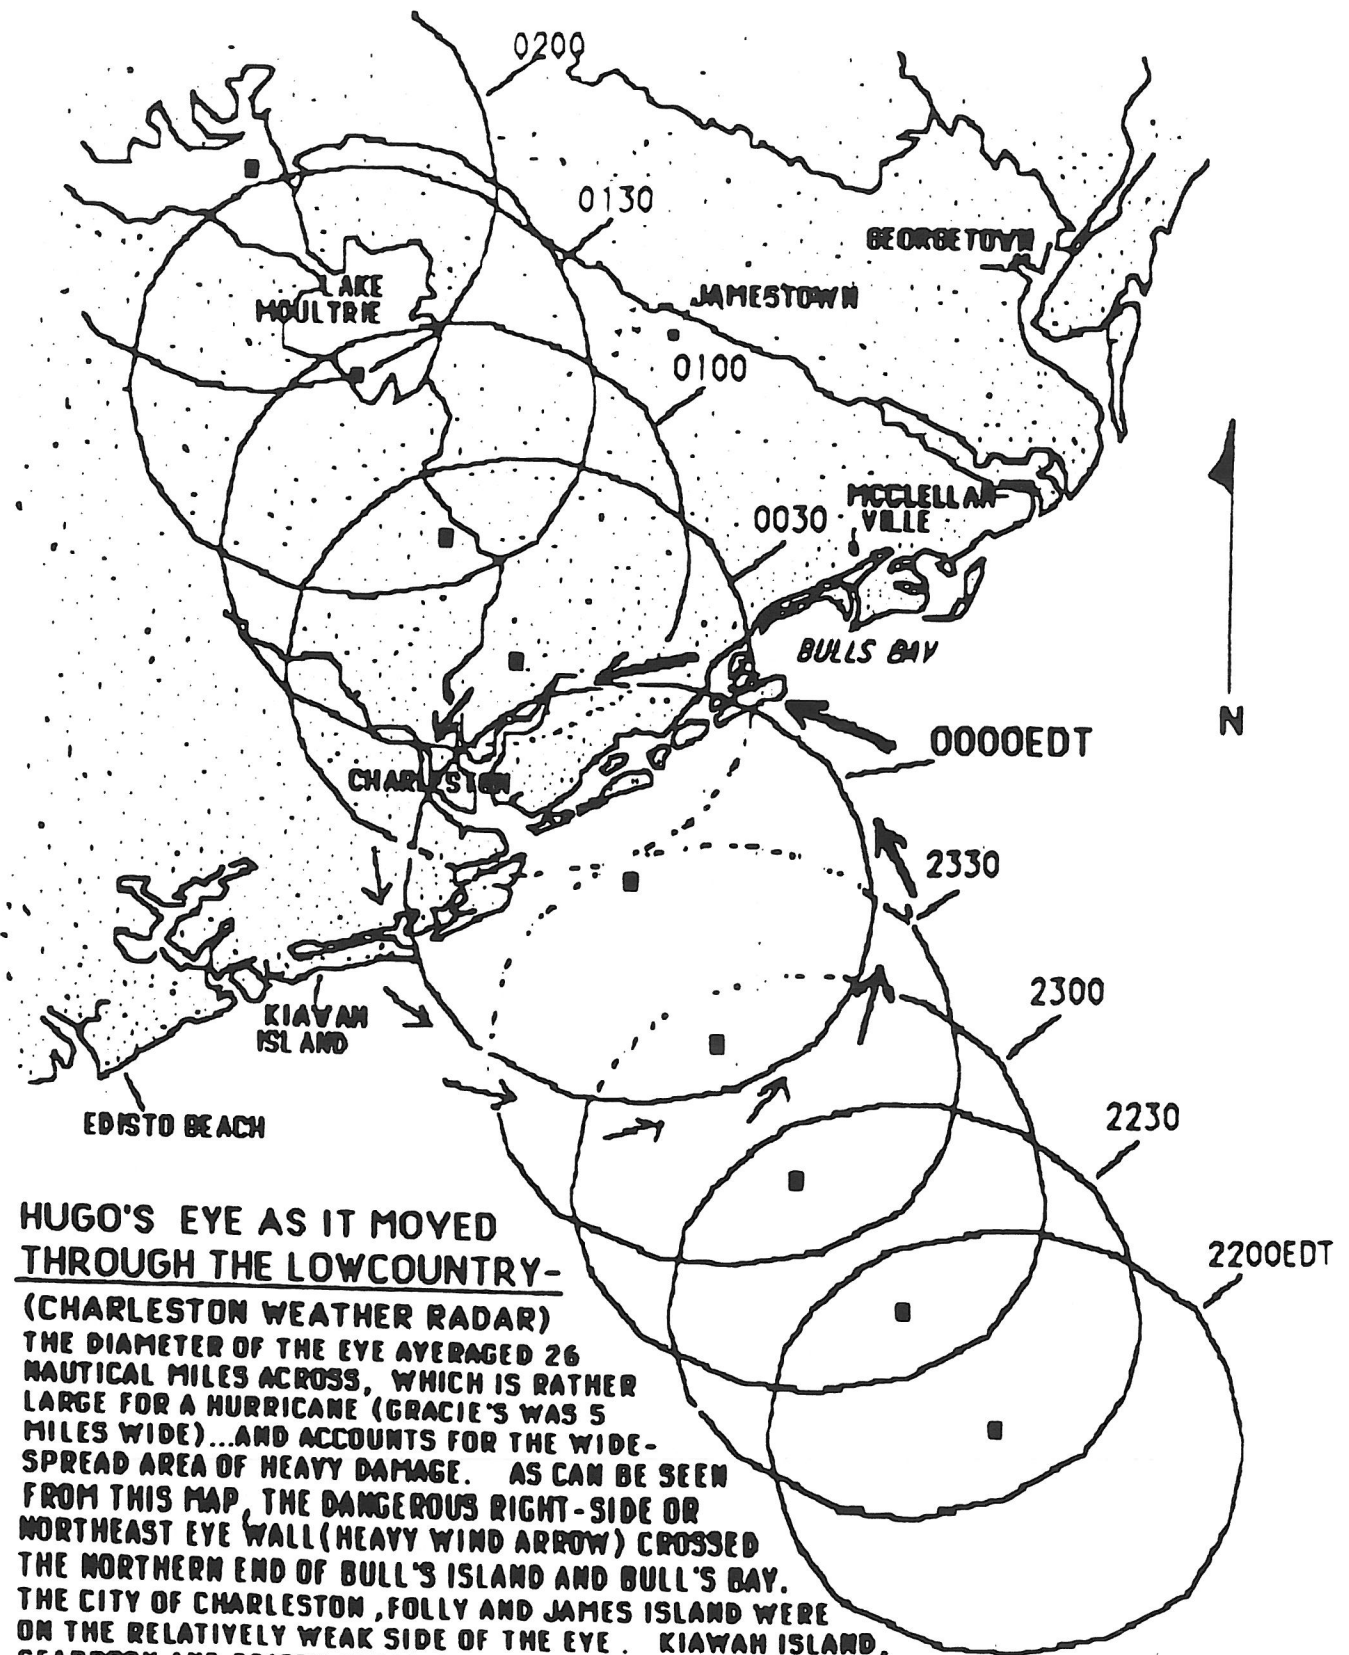 0200
0130
GEORGETOWN
LAKE
MOULTRIE
JAMESTOWN
0100
MCCLELLAN-
VILLE
0030
BULLS BAY
N
0000EDT
CHARLESTON
2330
2300
KIAWAH
ISLAND
EDISTO BEACH
2230
2200EDT
HUGO'S EYE AS IT MOVED
THROUGH THE LOWCOUNTRY-
(CHARLESTON WEATHER RADAR)
THE DIAMETER OF THE EYE AVERAGED 26
NAUTICAL MILES ACROSS, WHICH IS RATHER
LARGE FOR A HURRICANE (GRACIE'S WAS 5
MILES WIDE)...AND ACCOUNTS FOR THE WIDE-
SPREAD AREA OF HEAVY DAMAGE. AS CAN BE SEEN
FROM THIS MAP, THE DANGEROUS RIGHT-SIDE OR
NORTHEAST EYE WALL (HEAVY WIND ARROW) CROSSED
THE NORTHERN END OF BULL'S ISLAND AND BULL'S BAY.
THE CITY OF CHARLESTON, FOLLY AND JAMES ISLAND WERE
ON THE RELATIVELY WEAK SIDE OF THE EYE. KIAWAH ISLAND,